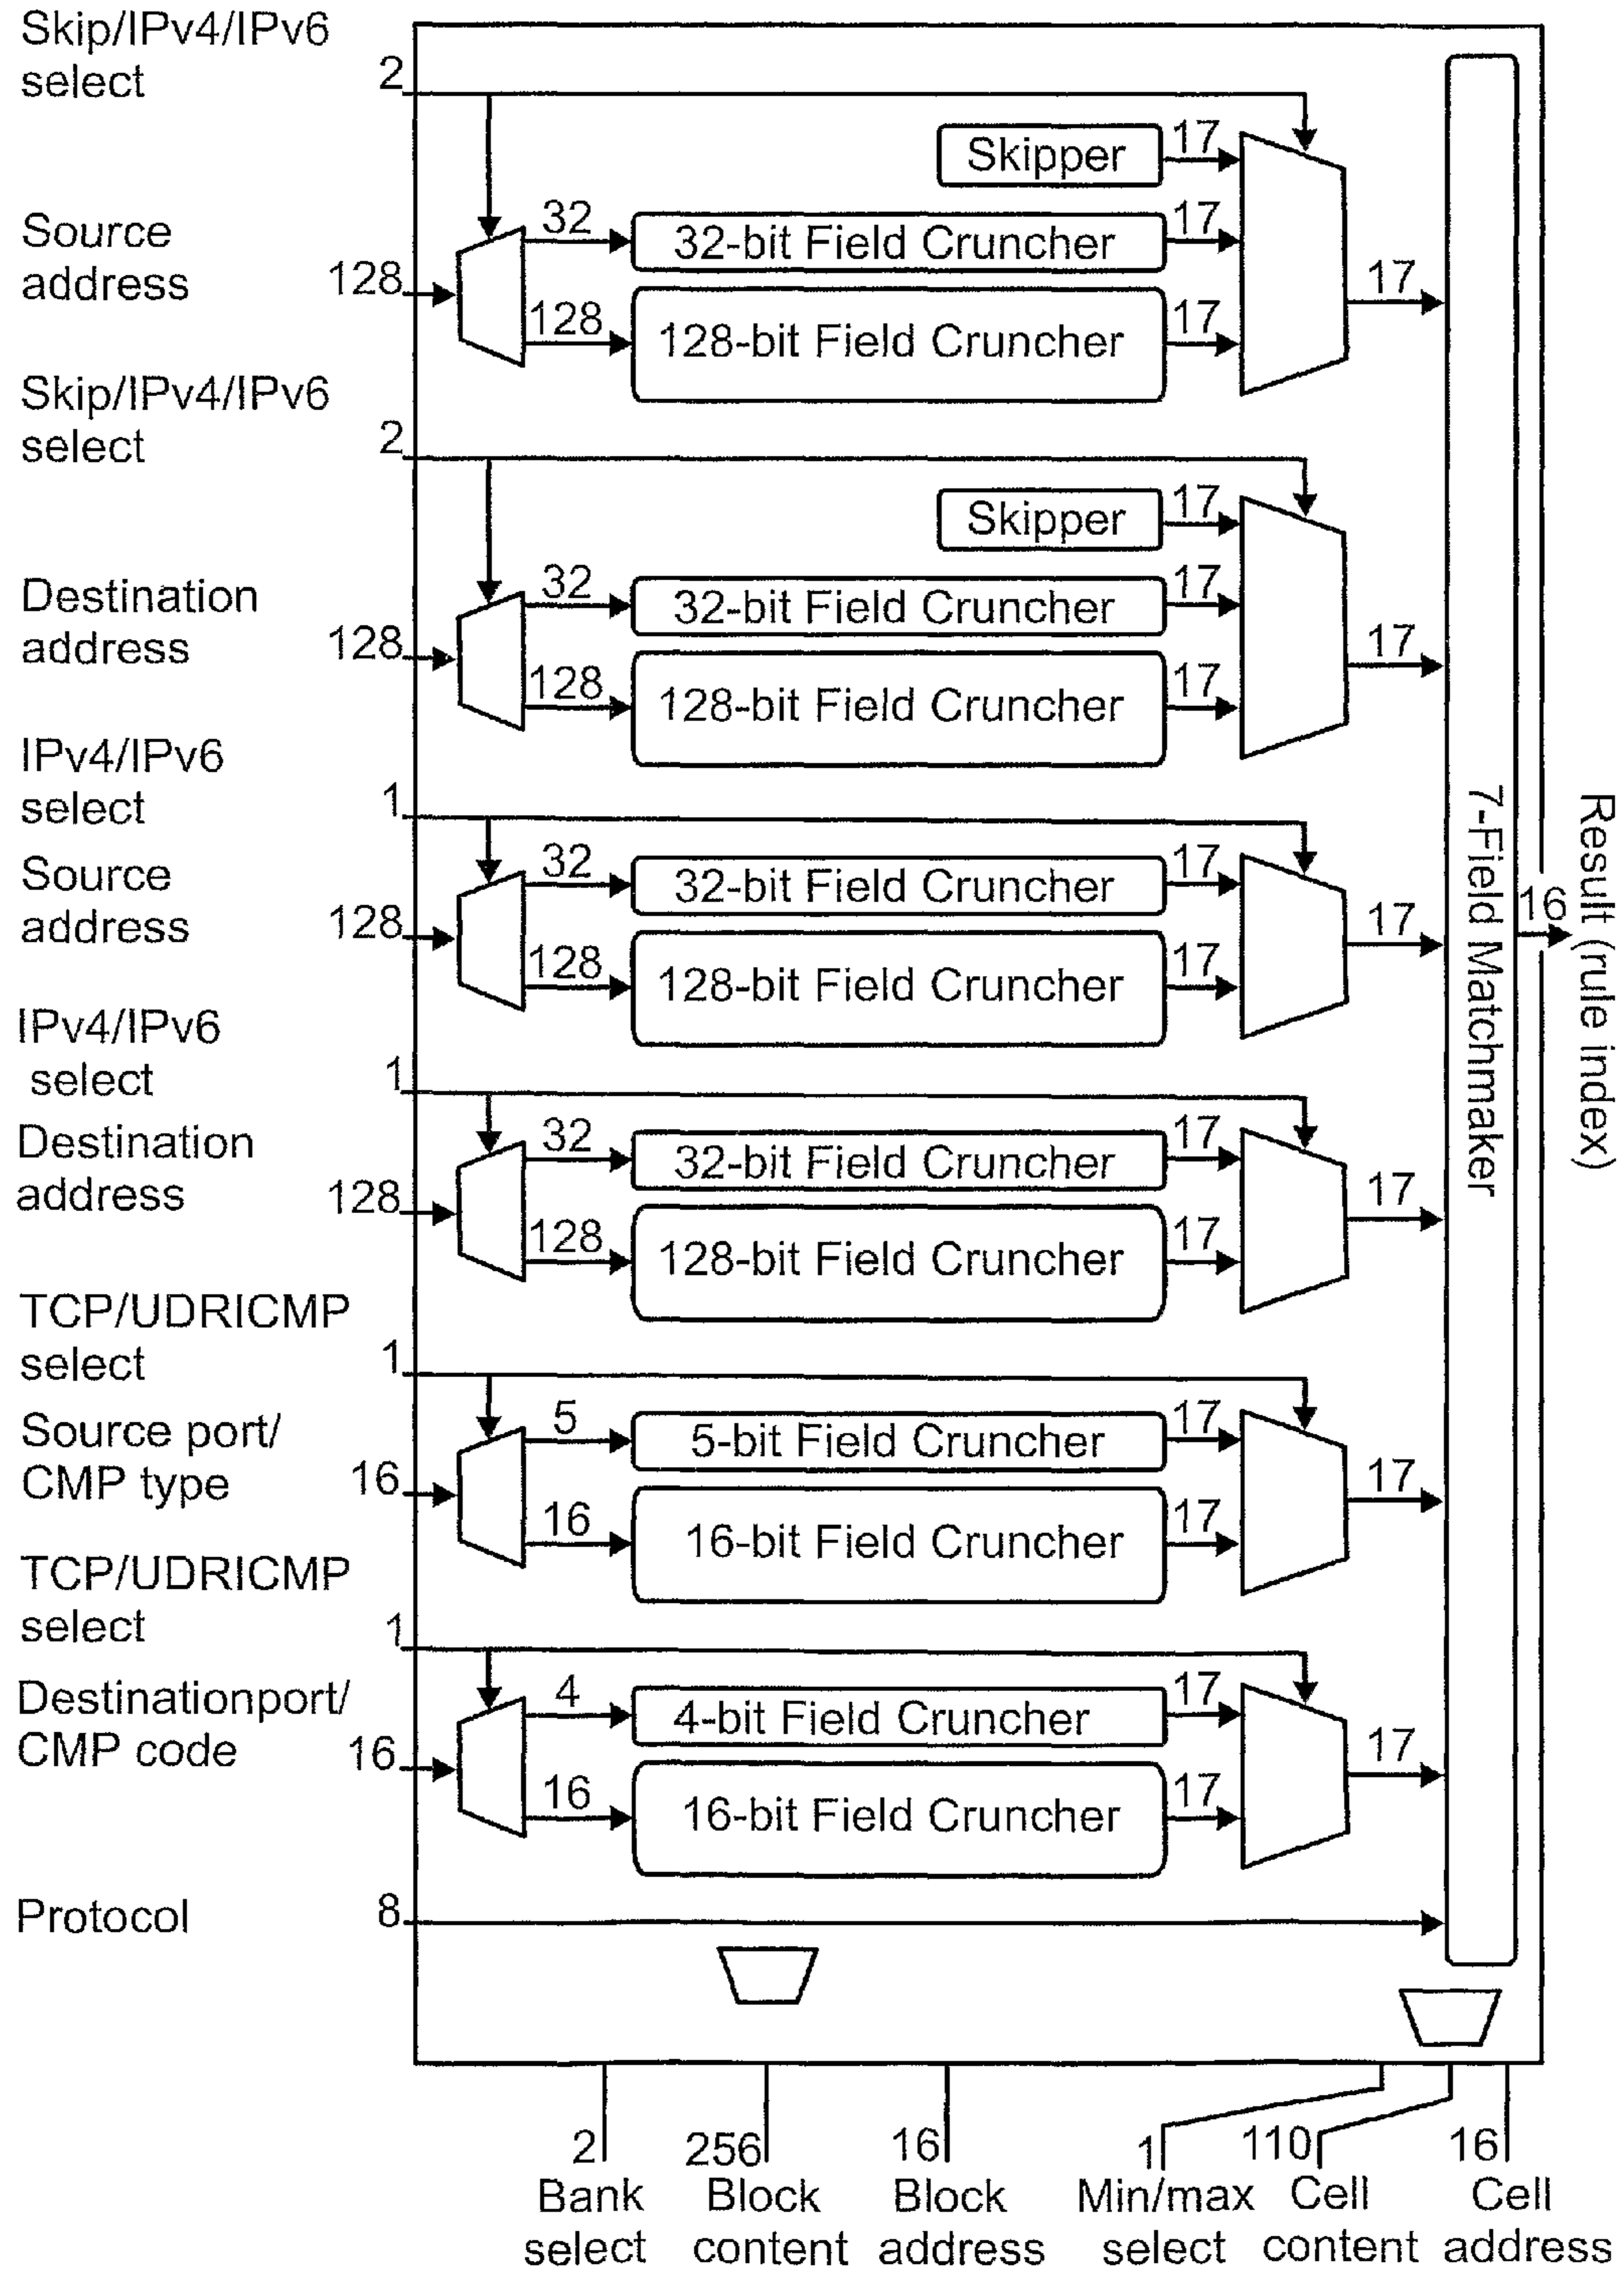 Skip/IPv4/IPv6
select
2
Skipper
17
Source
address
128
32
32-bit Field Cruncher
17
128
128-bit Field Cruncher
17
17
Skip/IPv4/IPv6
select
2
Skipper
17
Destination
address
128
32
32-bit Field Cruncher
17
128
128-bit Field Cruncher
17
17
IPv4/IPv6
select
1
Source
address
128
32
32-bit Field Cruncher
17
128
128-bit Field Cruncher
17
17
IPv4/IPv6
select
1
Destination
address
128
32
32-bit Field Cruncher
17
128
128-bit Field Cruncher
17
17
TCP/UDRICMP
select
1
Source port/
CMP type
16
5
5-bit Field Cruncher
17
16
16-bit Field Cruncher
17
17
TCP/UDRICMP
select
1
Destinationport/
CMP code
16
4
4-bit Field Cruncher
17
16
16-bit Field Cruncher
17
17
Protocol
8
7-Field Matchmaker
16
Result (rule index)
2
Bank
select
256
Block
content
16
Block
address
1
Min/max
select
110
Cell
content
16
Cell
address